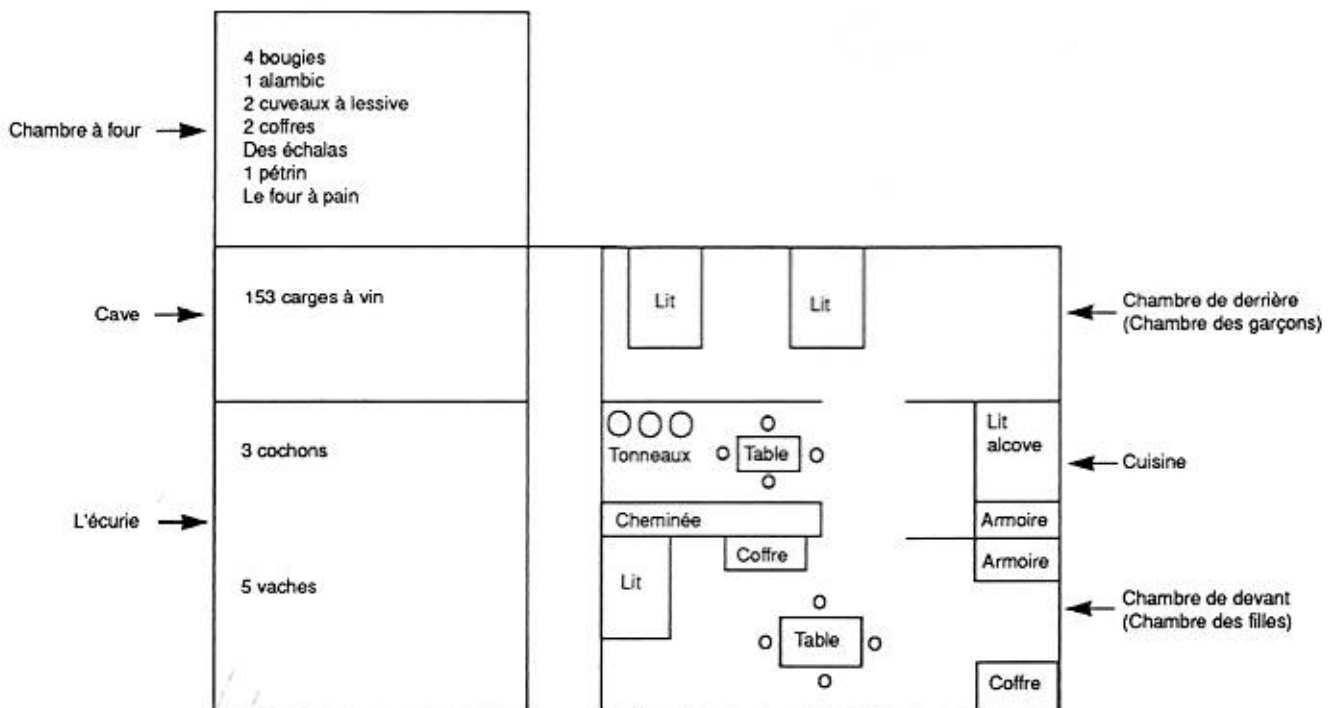 4 bougies
1 alambic
2 cuveaux à lessive
2 coffres
Des échalas
1 pétrin
Le four à pain
Chambre à four
153 carges à vin
Cave
Lit
Lit
Chambre de derrière
(Chambre des garçons)
3 cochons
5 vaches
L'écurie
Tonneaux
Table
Lit
alcove
Cuisine
Cheminée
Armoire
Coffre
Armoire
Lit
Table
Chambre de devant
(Chambre des filles)
Coffre